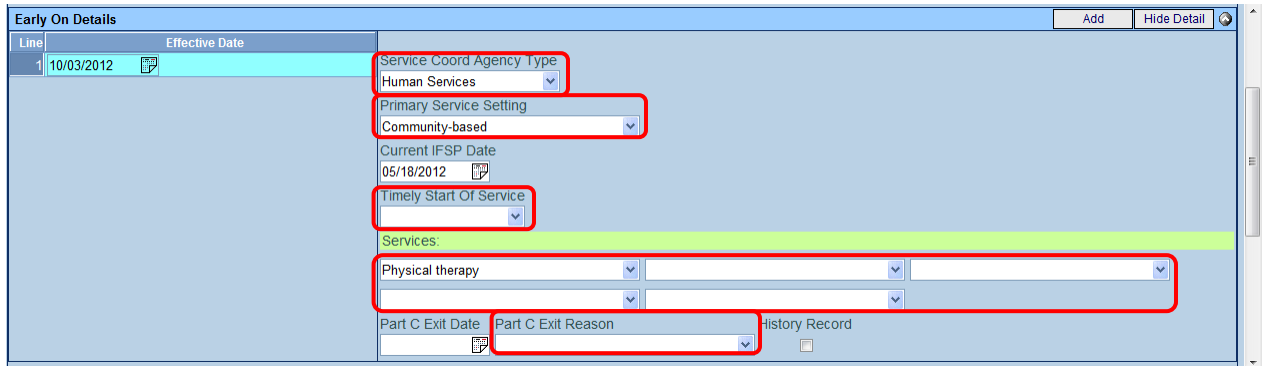 Early On Details Add Hide Detail
Line Effective Date
1 10/03/2012
Service Coord Agency Type
Human Services
Primary Service Setting
Community-based
Current IFSP Date
05/18/2012
Timely Start Of Service
Services:
Physical therapy
Part C Exit Date Part C Exit Reason History Record